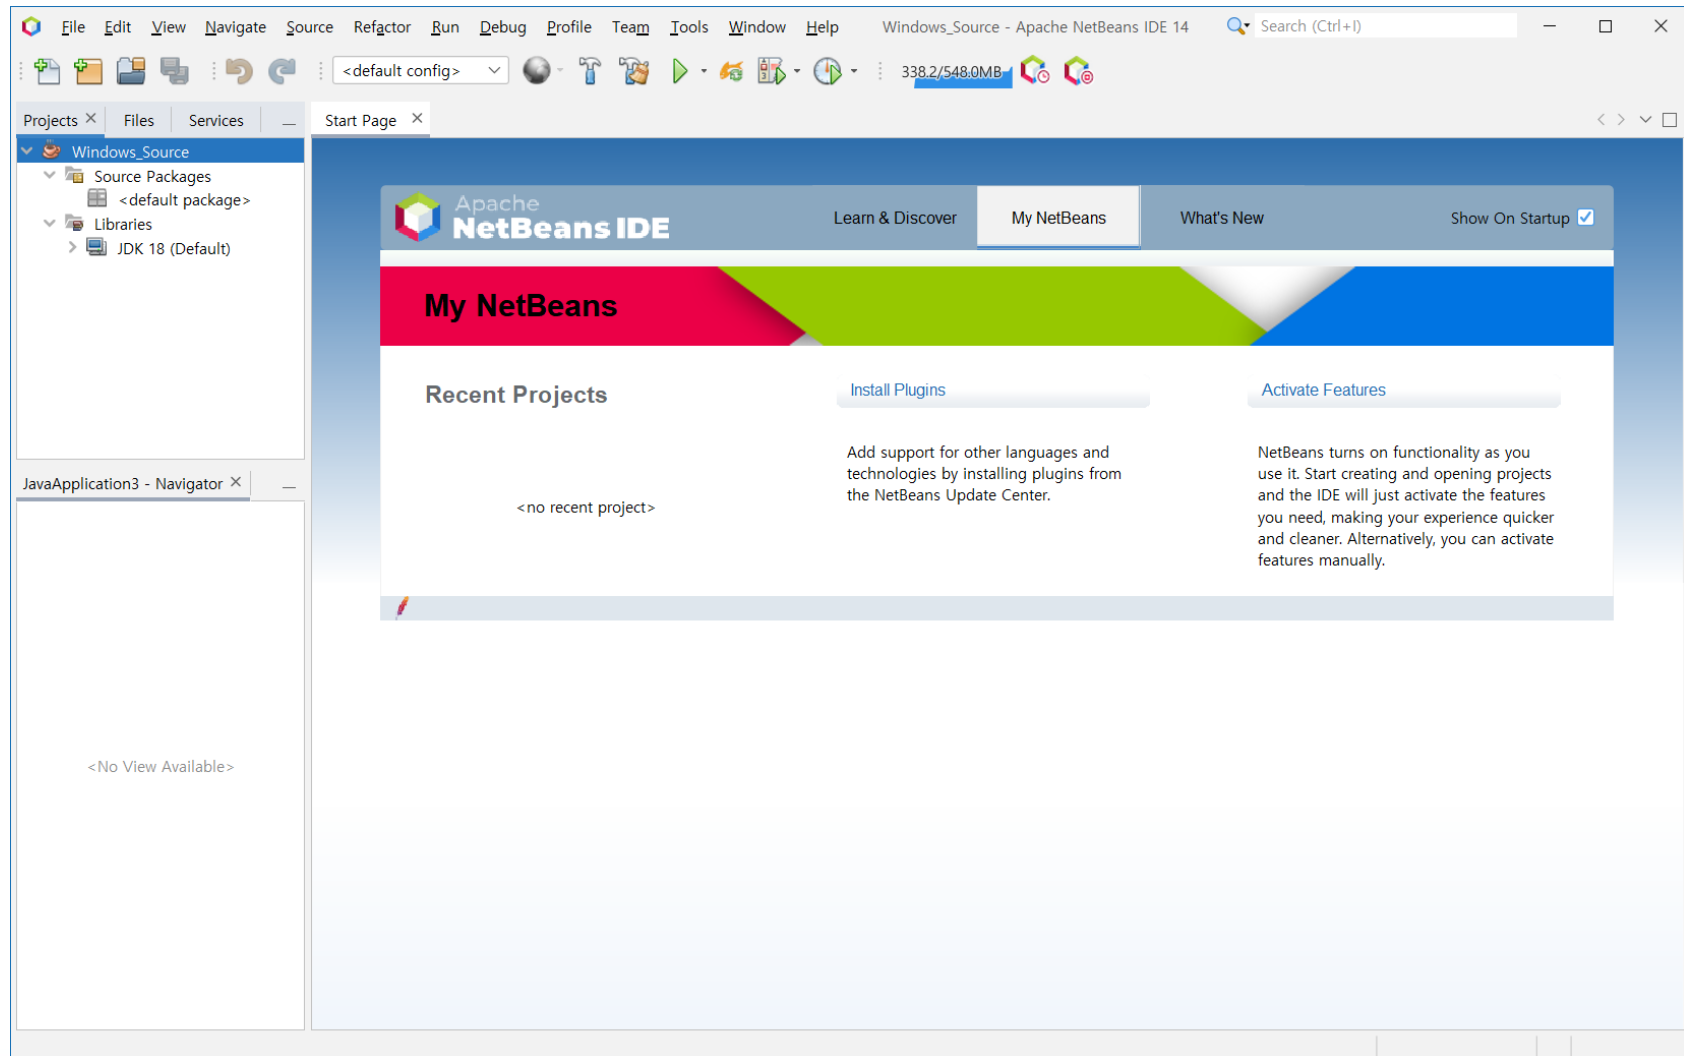 File Edit View Navigate Source Refactor Run Debug Profile Team Tools Window Help Windows_Source - Apache NetBeans IDE 14 Search (Ctrl+I)
<default config> 338.2/548.0MB
Projects Files Services Start Page
Windows_Source
Source Packages
<default package>
Libraries
JDK 18 (Default)
Apache
NetBeans IDE
Learn & Discover My NetBeans What's New Show On Startup
My NetBeans
Recent Projects
<no recent project>
Install Plugins
Add support for other languages and
technologies by installing plugins from
the NetBeans Update Center.
Activate Features
NetBeans turns on functionality as you
use it. Start creating and opening projects
and the IDE will just activate the features
you need, making your experience quicker
and cleaner. Alternatively, you can activate
features manually.
JavaApplication3 - Navigator
<No View Available>